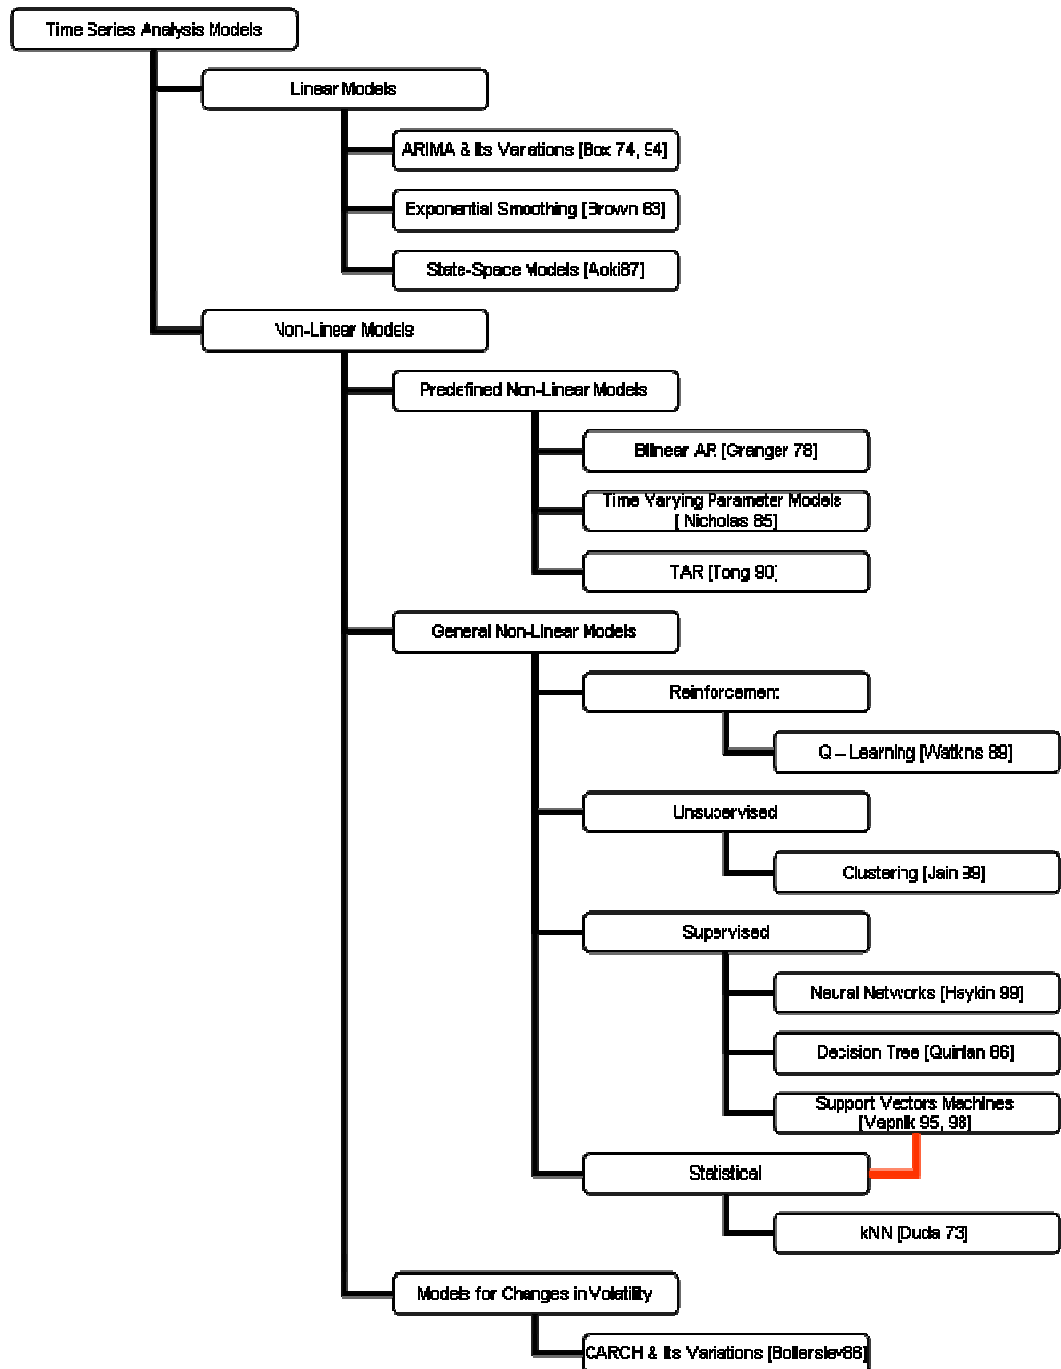 Time Series Analysis Models
Linear Models
ARIMA & Its Variations [Box 74, 94]
Exponential Smoothing [Brown 63]
State-Space Models [Aoki87]
Non-Linear Models
Predefined Non-Linear Models
Bilinear AR [Granger 78]
Time Varying Parameter Models
[ Nicholas 85]
TAR [Tong 90]
General Non-Linear Models
Reinforcement
Q – Learning [Watkins 89]
Unsupervised
Clustering [Jain 99]
Supervised
Neural Networks [Haykin 99]
Decision Tree [Quinlan 86]
Support Vectors Machines
[Vapnik 95, 98]
Statistical
kNN [Duda 73]
Models for Changes in Volatility
GARCH & Its Variations [Bollerslev86]